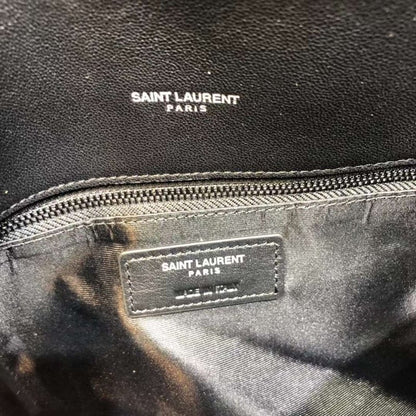 SAINT LAURENT
PARIS
SAINT LAURENT
PARIS
MADE IN ITALY